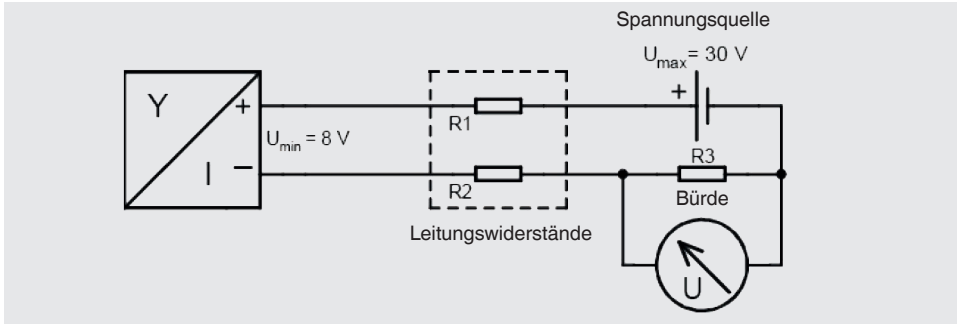 Spannungsquelle
Umax= 30 V
+
Y
+
R1
Umin = 8 V
R3
I
–
R2
Bürde
Leitungswiderstände
U